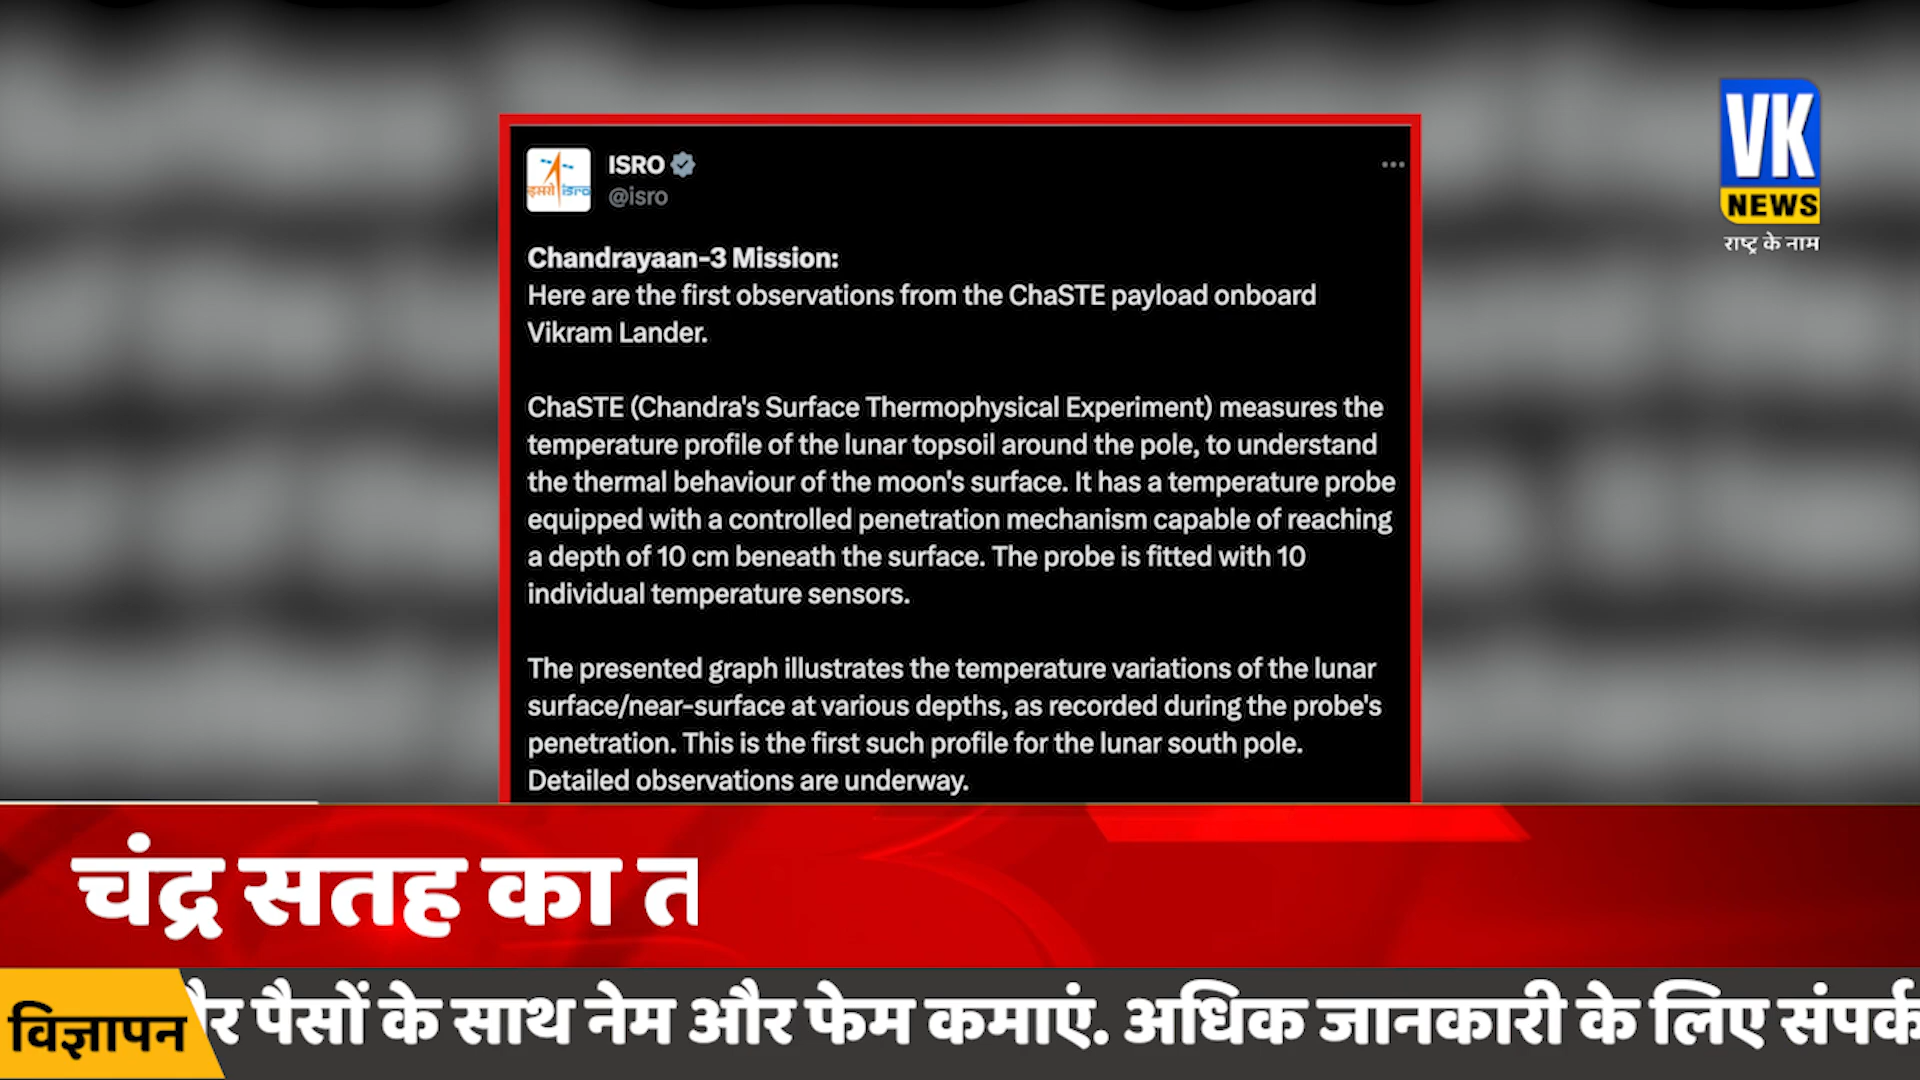 ISRO
@isro
Chandrayaan-3 Mission:
Here are the first observations from the ChaSTE payload onboard
Vikram Lander.
ChaSTE (Chandra's Surface Thermophysical Experiment) measures the
temperature profile of the lunar topsoil around the pole, to understand
the thermal behaviour of the moon's surface. It has a temperature probe
equipped with a controlled penetration mechanism capable of reaching
a depth of 10 cm beneath the surface. The probe is fitted with 10
individual temperature sensors.
The presented graph illustrates the temperature variations of the lunar
surface/near-surface at various depths, as recorded during the probe's
penetration. This is the first such profile for the lunar south pole.
Detailed observations are underway.
इसरो isro
VK
NEWS
राष्ट्र के नाम
चंद्र सतह का त
विज्ञापन
पैसों के साथ नेम और फेम कमाएं. अधिक जानकारी के लिए संपर्क